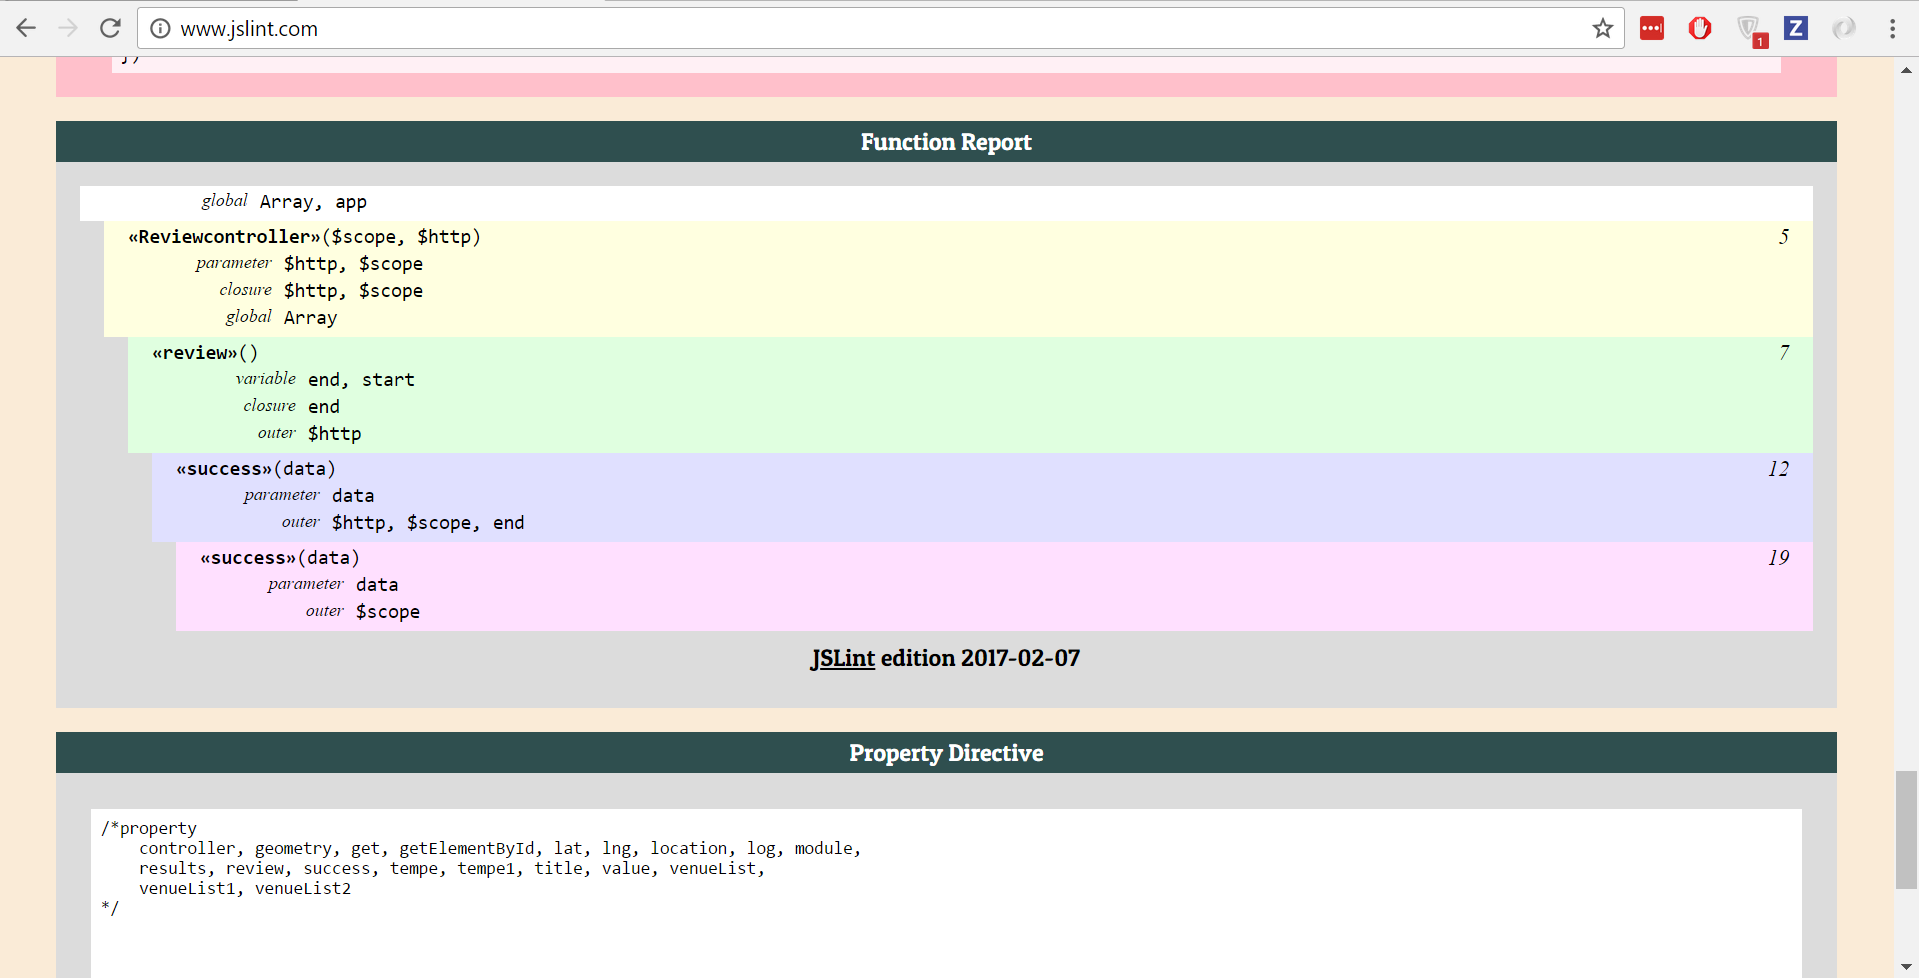 www.jslint.com
1
Z
Function Report
global Array, app
«Reviewcontroller»($scope, $http) 5
parameter $http, $scope
closure $http, $scope
global Array
«review»() 7
variable end, start
closure end
outer $http
«success»(data) 12
parameter data
outer $http, $scope, end
«success»(data) 19
parameter data
outer $scope
JSLint edition 2017-02-07
Property Directive
/*property
controller, geometry, get, getElementById, lat, lng, location, log, module,
results, review, success, tempe, tempe1, title, value, venueList,
venueList1, venueList2
*/